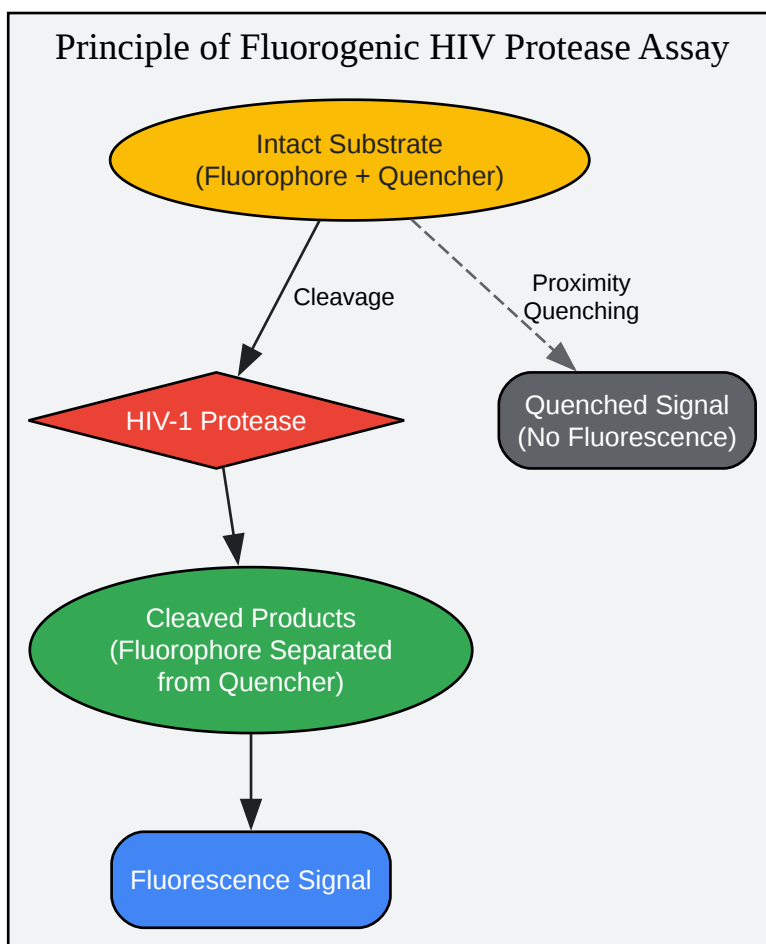 Principle of Fluorogenic HIV Protease Assay
Intact Substrate
(Fluorophore + Quencher)
Cleavage
Proximity
Quenching
HIV-1 Protease
Quenched Signal
(No Fluorescence)
Cleaved Products
(Fluorophore Separated
from Quencher)
Fluorescence Signal